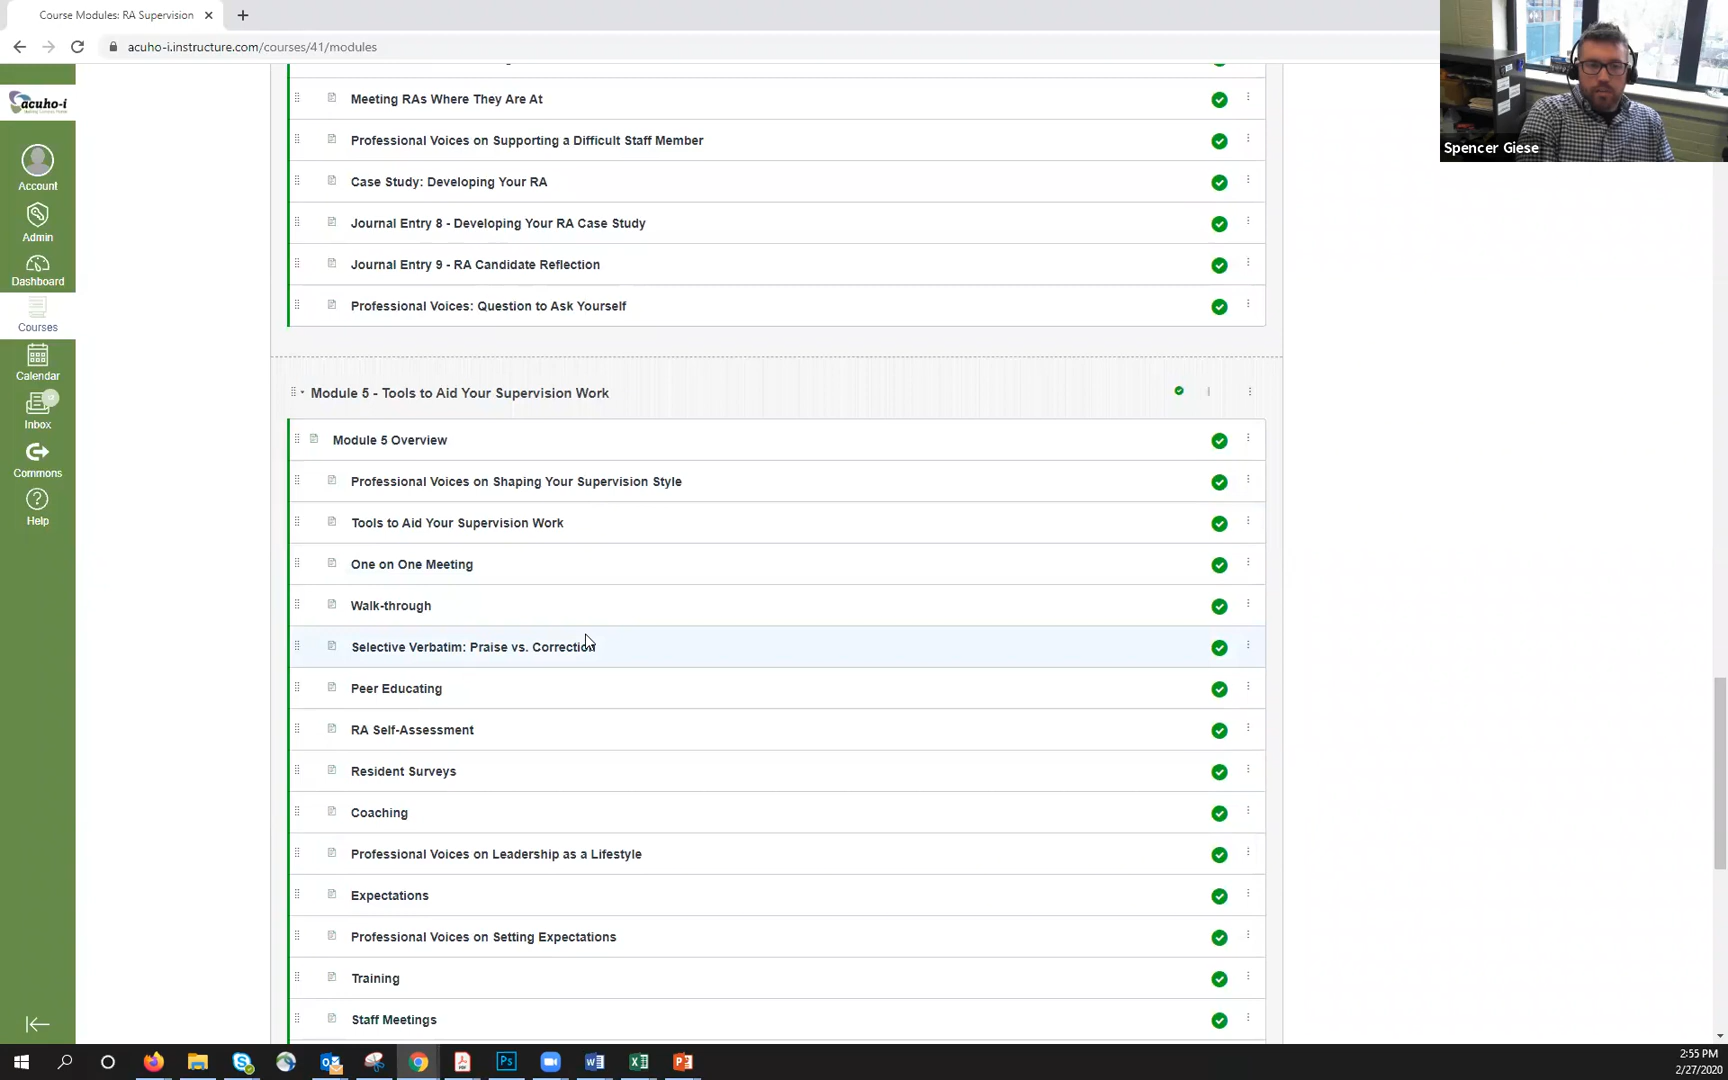 Course Modules: RA Supervision
acuho-i.instructure.com/courses/41/modules
acuho-i
Account
Admin
Dashboard
Courses
Calendar
Inbox
Commons
Help
Meeting RAs Where They Are At
Professional Voices on Supporting a Difficult Staff Member
Case Study: Developing Your RA
Journal Entry 8 - Developing Your RA Case Study
Journal Entry 9 - RA Candidate Reflection
Professional Voices: Question to Ask Yourself
Module 5 - Tools to Aid Your Supervision Work
Module 5 Overview
Professional Voices on Shaping Your Supervision Style
Tools to Aid Your Supervision Work
One on One Meeting
Walk-through
Selective Verbatim: Praise vs. Correction
Peer Educating
RA Self-Assessment
Resident Surveys
Coaching
Professional Voices on Leadership as a Lifestyle
Expectations
Professional Voices on Setting Expectations
Training
Staff Meetings
Spencer Giese
Ps
2:55 PM
2/27/2020